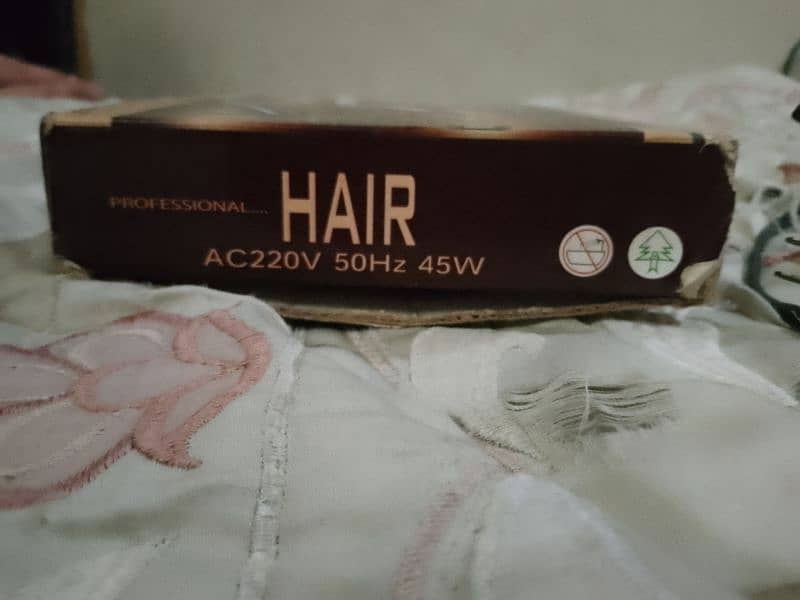 PROFESSIONAL.... HAIR
AC220V 50Hz 45W